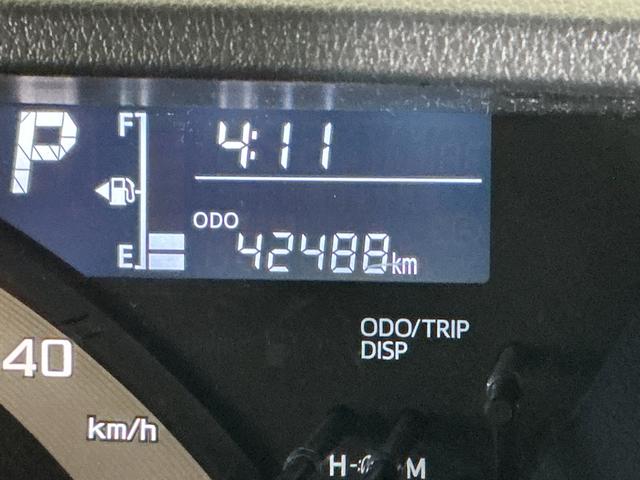 P
F
4:11
ODO
E
42488km
ODO/TRIP
DISP
40
km/h
H M